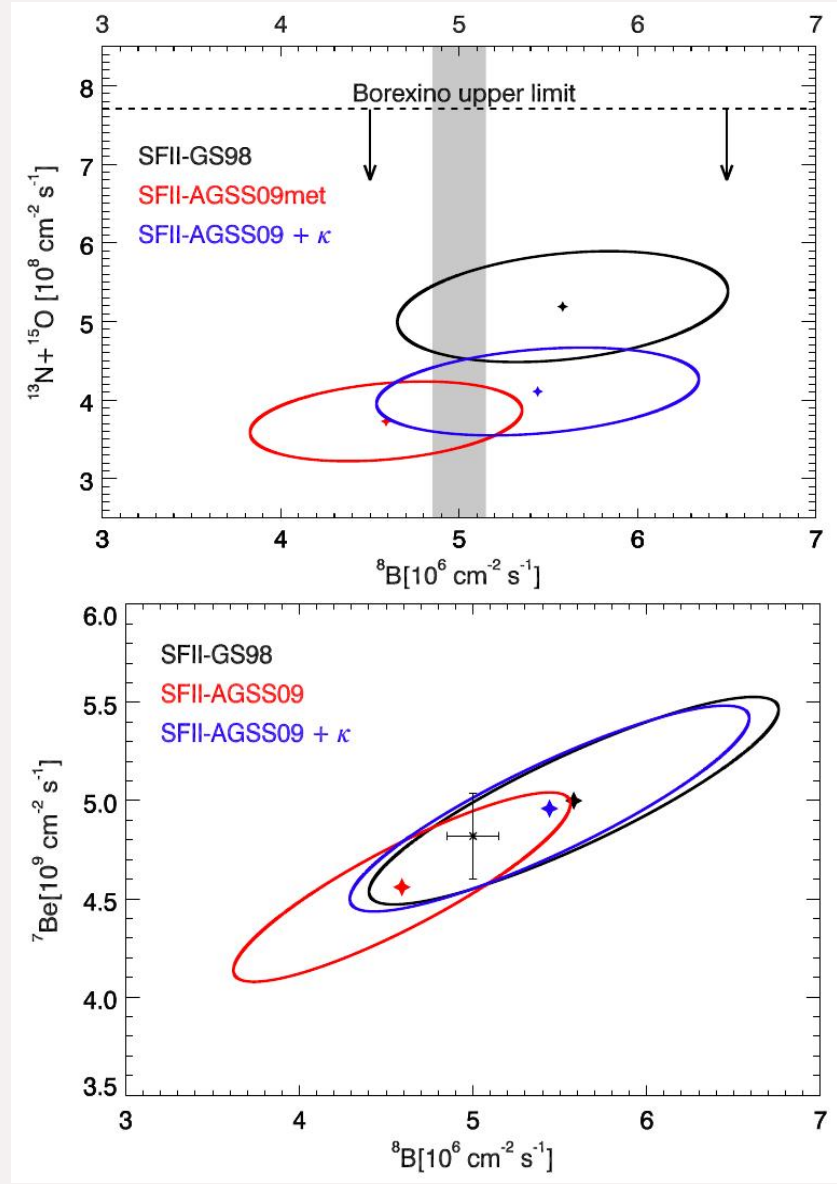 3 4 5 6 7
Borexino upper limit
SFII-GS98
SFII-AGSS09met
SFII-AGSS09 + κ
8
7
6
5
4
3
¹³N+¹⁵O [10⁸ cm⁻² s⁻¹]
3 4 5 6 7
⁸B[10⁶ cm⁻² s⁻¹]
SFII-GS98
SFII-AGSS09
SFII-AGSS09 + κ
6.0
5.5
5.0
4.5
4.0
3.5
⁷Be[10⁹ cm⁻² s⁻¹]
3 4 5 6 7
⁸B[10⁶ cm⁻² s⁻¹]